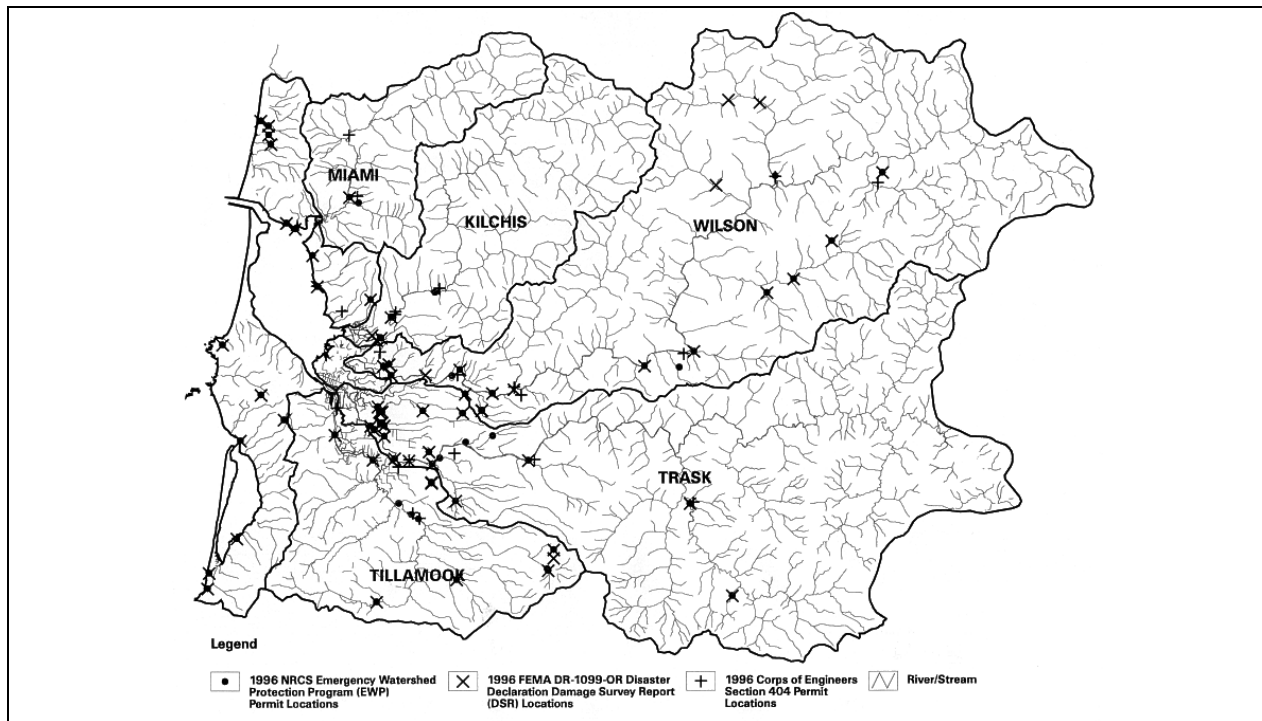 MIAMI
KILCHIS
WILSON
TRASK
TILLAMOOK
Legend
1996 NRCS Emergency Watershed
Protection Program (EWP)
Permit Locations
1996 FEMA DR-1099-OR Disaster
Declaration Damage Survey Report
(DSR) Locations
1996 Corps of Engineers
Section 404 Permit
Locations
River/Stream